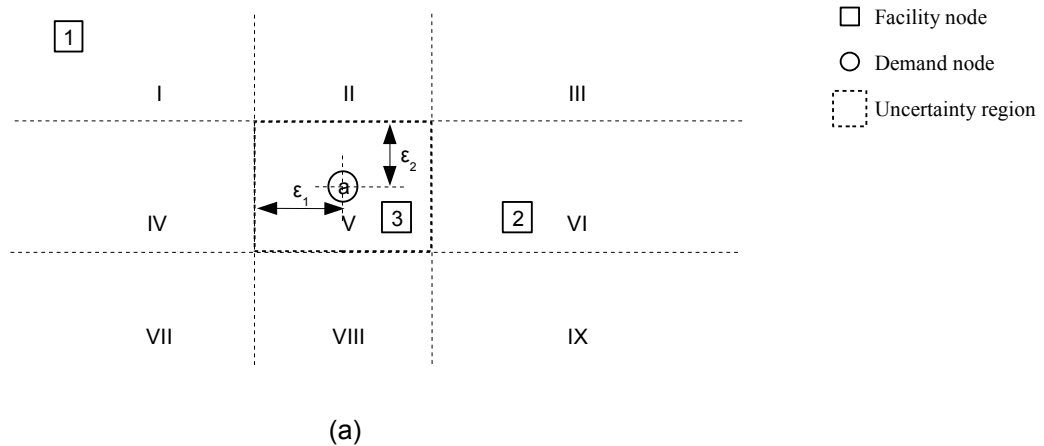 1
Facility node
Demand node
Uncertainty region
I II III
ε2
a
ε1
IV V 3 2 VI
VII VIII IX
(a)